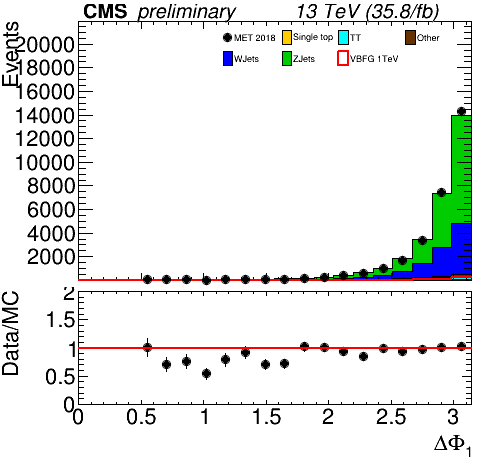 CMS preliminary 13 TeV (35.8/fb)
Events
20000
18000
16000
14000
12000
10000
8000
6000
4000
2000
MET 2018 Single top TT Other
WJets ZJets VBFG 1TeV
Data/MC
2
1.5
1
0.5
0
0 0.5 1 1.5 2 2.5 3
ΔΦ1